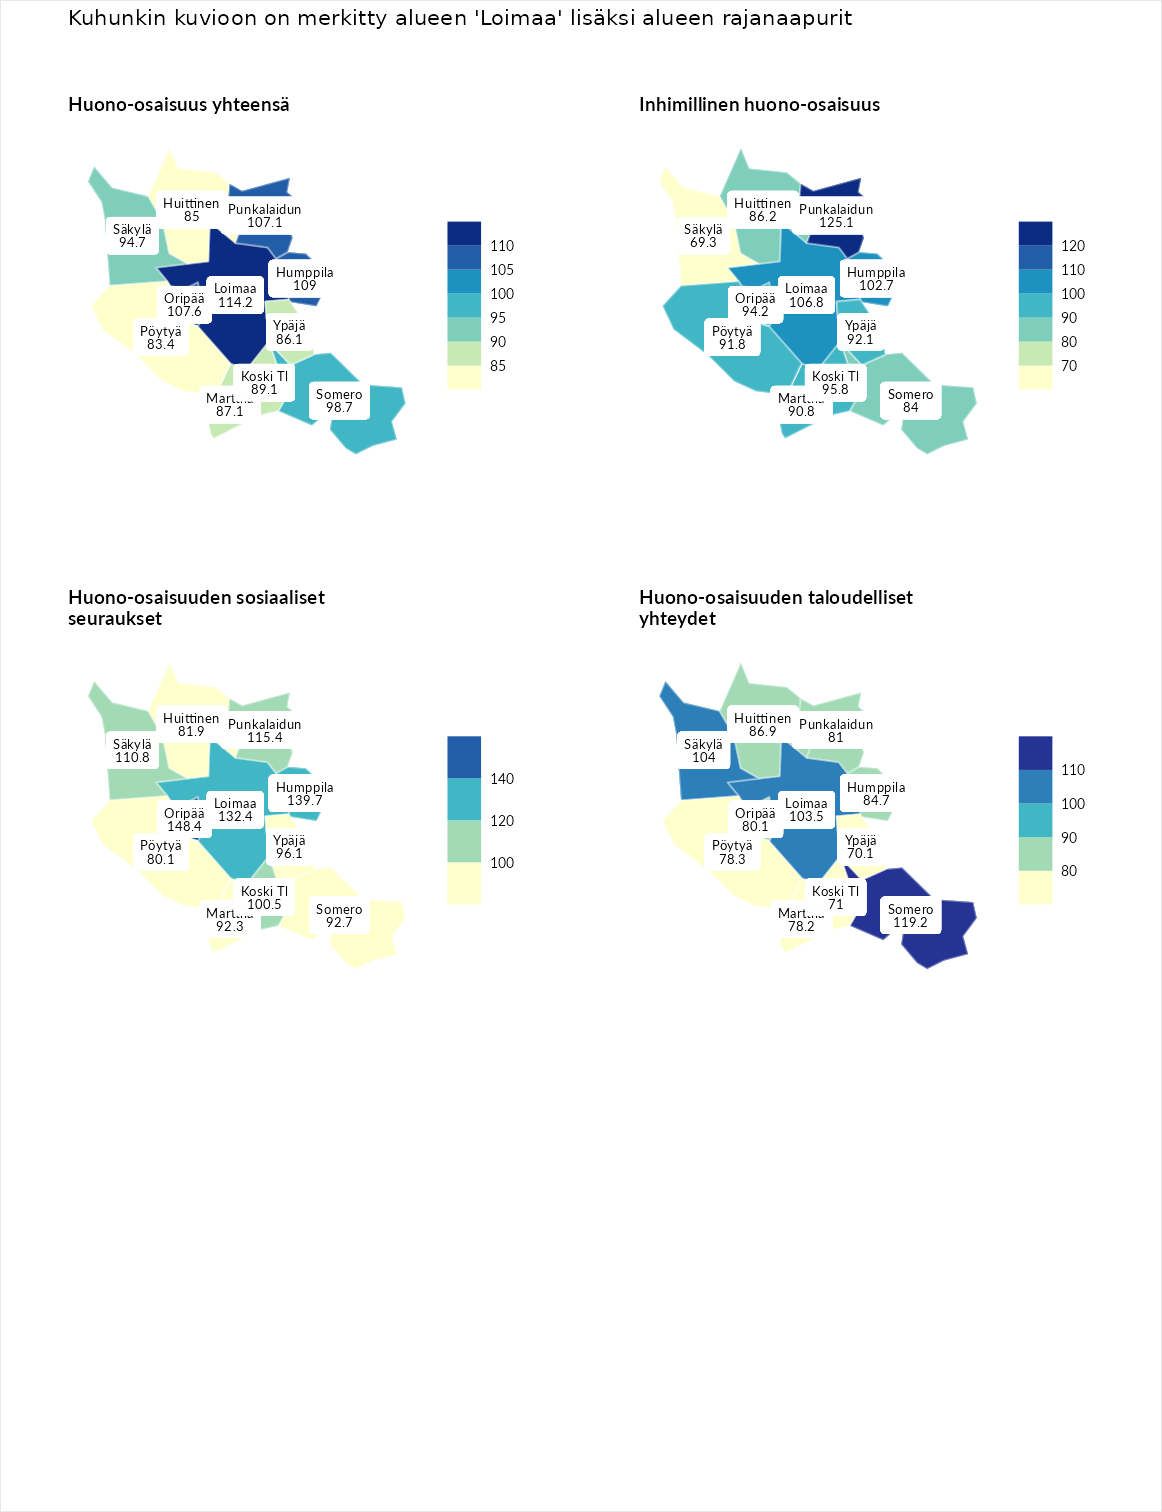 Kuhunkin kuvioon on merkitty alueen 'Loimaa' lisäksi alueen rajanaapurit
Huono-osaisuus yhteensä
Huittinen
85
Punkalaidun
107.1
Säkylä
94.7
Humppila
109
Loimaa
114.2
Oripää
107.6
Ypäjä
86.1
Pöytyä
83.4
Koski Tl
89.1
87.1
Somero
98.7
110
105
100
95
90
85
Inhimillinen huono-osaisuus
Huittinen
86.2
Punkalaidun
125.1
Säkylä
69.3
Humppila
102.7
Loimaa
106.8
Oripää
94.2
Ypäjä
92.1
Pöytyä
91.8
Koski Tl
95.8
90.8
Somero
84
120
110
100
90
80
70
Huono-osaisuuden sosiaaliset
seuraukset
Huittinen
81.9
Punkalaidun
115.4
Säkylä
110.8
Humppila
139.7
Loimaa
132.4
Oripää
148.4
Ypäjä
96.1
Pöytyä
80.1
Koski Tl
100.5
92.3
Somero
92.7
140
120
100
Huono-osaisuuden taloudelliset
yhteydet
Huittinen
86.9
Punkalaidun
81
Säkylä
104
Humppila
84.7
Loimaa
103.5
Oripää
80.1
Ypäjä
70.1
Pöytyä
78.3
Koski Tl
71
78.2
Somero
119.2
110
100
90
80